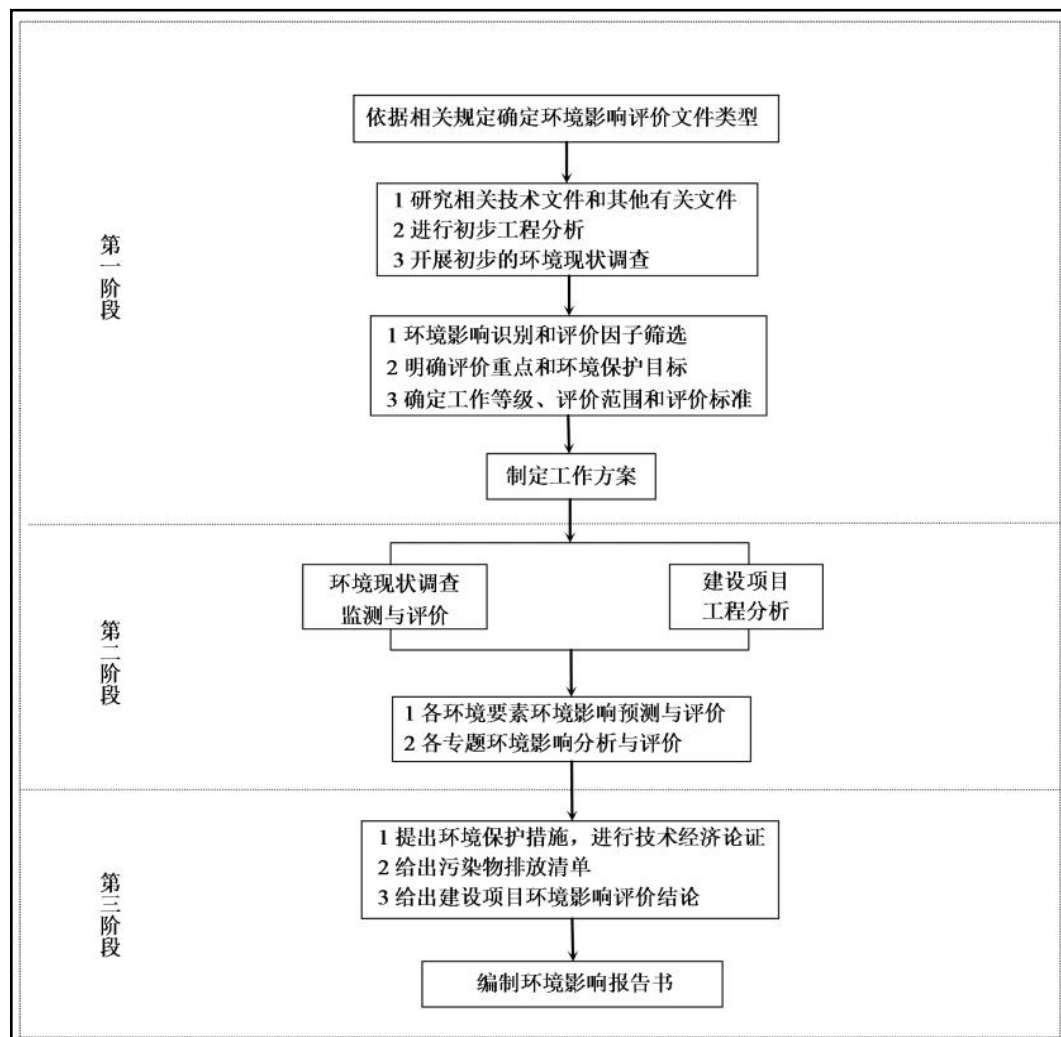 依据相关规定确定环境影响评价文件类型
1 研究相关技术文件和其他有关文件
2 进行初步工程分析
3 开展初步的环境现状调查
第一阶段
1 环境影响识别和评价因子筛选
2 明确评价重点和环境保护目标
3 确定工作等级、评价范围和评价标准
制定工作方案
环境现状调查
监测与评价
建设项目
工程分析
第二阶段
1 各环境要素环境影响预测与评价
2 各专题环境影响分析与评价
1 提出环境保护措施，进行技术经济论证
2 给出污染物排放清单
3 给出建设项目环境影响评价结论
第三阶段
编制环境影响报告书